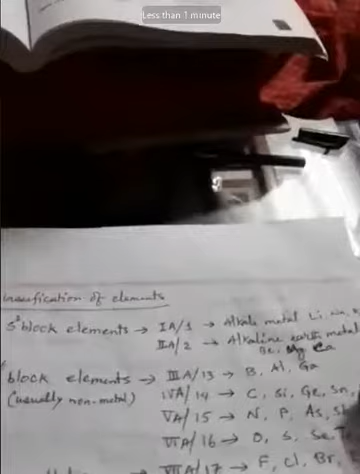 Less than 1 minute
Classification of elements
S block elements → IA/1 → Alkali metal Li, Na, K
IIA/2 → Alkaline earth metal
Be, Mg Ca
block elements → IIIA/13 → B, Al, Ga
(usually non-metal) IVA/14 → C, Si, Ge, Sn,
VA/15 → N, P, As, Sb
VIA/16 → O, S, Se, T
VIIA/17 → F, Cl, Br, I